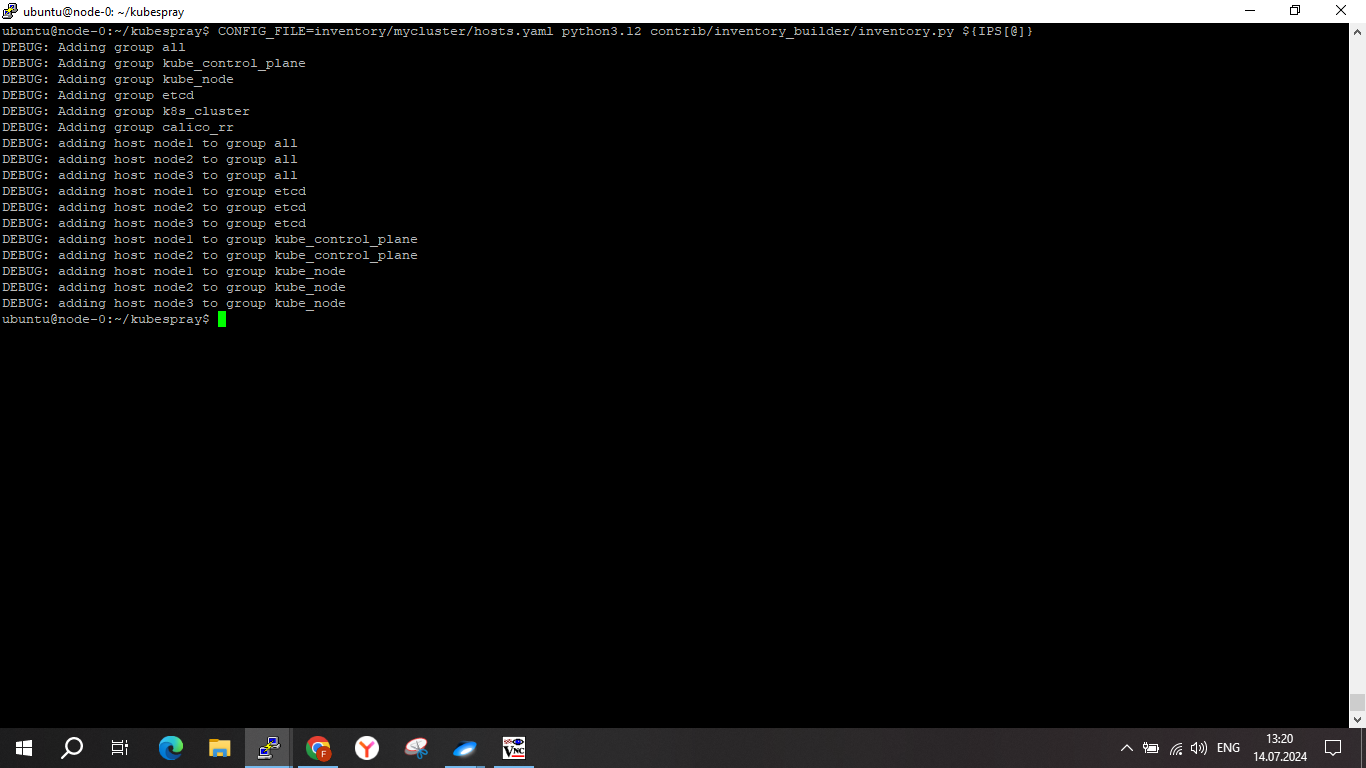 ubuntu@node-0: ~/kubespray
ubuntu@node-0:~/kubespray$ CONFIG_FILE=inventory/mycluster/hosts.yaml python3.12 contrib/inventory_builder/inventory.py ${IPS[@]}
DEBUG: Adding group all
DEBUG: Adding group kube_control_plane
DEBUG: Adding group kube_node
DEBUG: Adding group etcd
DEBUG: Adding group k8s_cluster
DEBUG: Adding group calico_rr
DEBUG: adding host node1 to group all
DEBUG: adding host node2 to group all
DEBUG: adding host node3 to group all
DEBUG: adding host node1 to group etcd
DEBUG: adding host node2 to group etcd
DEBUG: adding host node3 to group etcd
DEBUG: adding host node1 to group kube_control_plane
DEBUG: adding host node2 to group kube_control_plane
DEBUG: adding host node1 to group kube_node
DEBUG: adding host node2 to group kube_node
DEBUG: adding host node3 to group kube_node
ubuntu@node-0:~/kubespray$
F
Y
VNC
ENG
13:20
14.07.2024